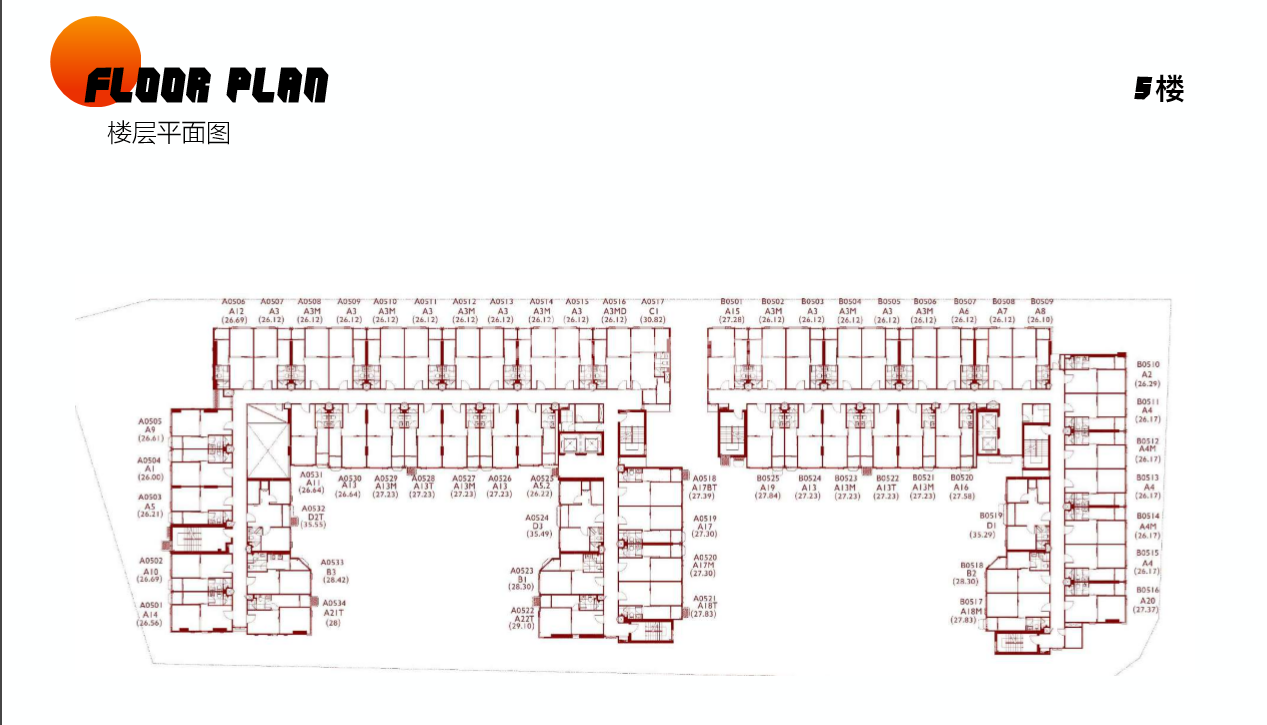 FLOOR PLAN
5楼
楼层平面图
A0506
A12
(26.69)
A0507
A3
(26.12)
A0508
A3M
(26.12)
A0509
A3
(26.12)
A0510
A3M
(26.12)
A0511
A3
(26.12)
A0512
A3M
(26.12)
A0513
A3
(26.12)
A0514
A3M
(26.12)
A0515
A3
(26.12)
A0516
A3MD
(26.12)
A0517
C1
(30.82)
B0501
A15
(27.28)
B0502
A3M
(26.12)
B0503
A3
(26.12)
B0504
A3M
(26.12)
B0505
A3
(26.12)
B0506
A3M
(26.12)
B0507
A6
(26.12)
B0508
A7
(26.12)
B0509
A8
(26.10)
B0510
A2
(26.29)
B0511
A4
(26.17)
B0512
A4M
(26.17)
B0513
A4
(26.17)
B0514
A4M
(26.17)
B0515
A4
(26.17)
B0516
A20
(27.37)
A0505
A9
(26.61)
A0504
A1
(26.00)
A0503
A5
(26.21)
A0502
A10
(26.69)
A0501
A14
(26.56)
A0531
A11
(26.64)
A0530
A13
(26.64)
A0529
A13M
(27.23)
A0528
A13T
(27.23)
A0527
A13M
(27.23)
A0526
A13
(27.23)
A0525
A5.2
(26.22)
A0532
D2T
(35.55)
A0533
B3
(28.42)
A0534
A21T
(28)
A0524
D3
(35.49)
A0523
B1
(28.30)
A0522
A22T
(29.10)
A0518
A17BT
(27.39)
A0519
A17
(27.30)
A0520
A17M
(27.30)
A0521
A18T
(27.83)
B0525
A19
(27.84)
B0524
A13
(27.23)
B0523
A13M
(27.23)
B0522
A13T
(27.23)
B0521
A13M
(27.23)
B0520
A16
(27.58)
B0519
D1
(35.29)
B0518
B2
(28.30)
B0517
A18M
(27.83)